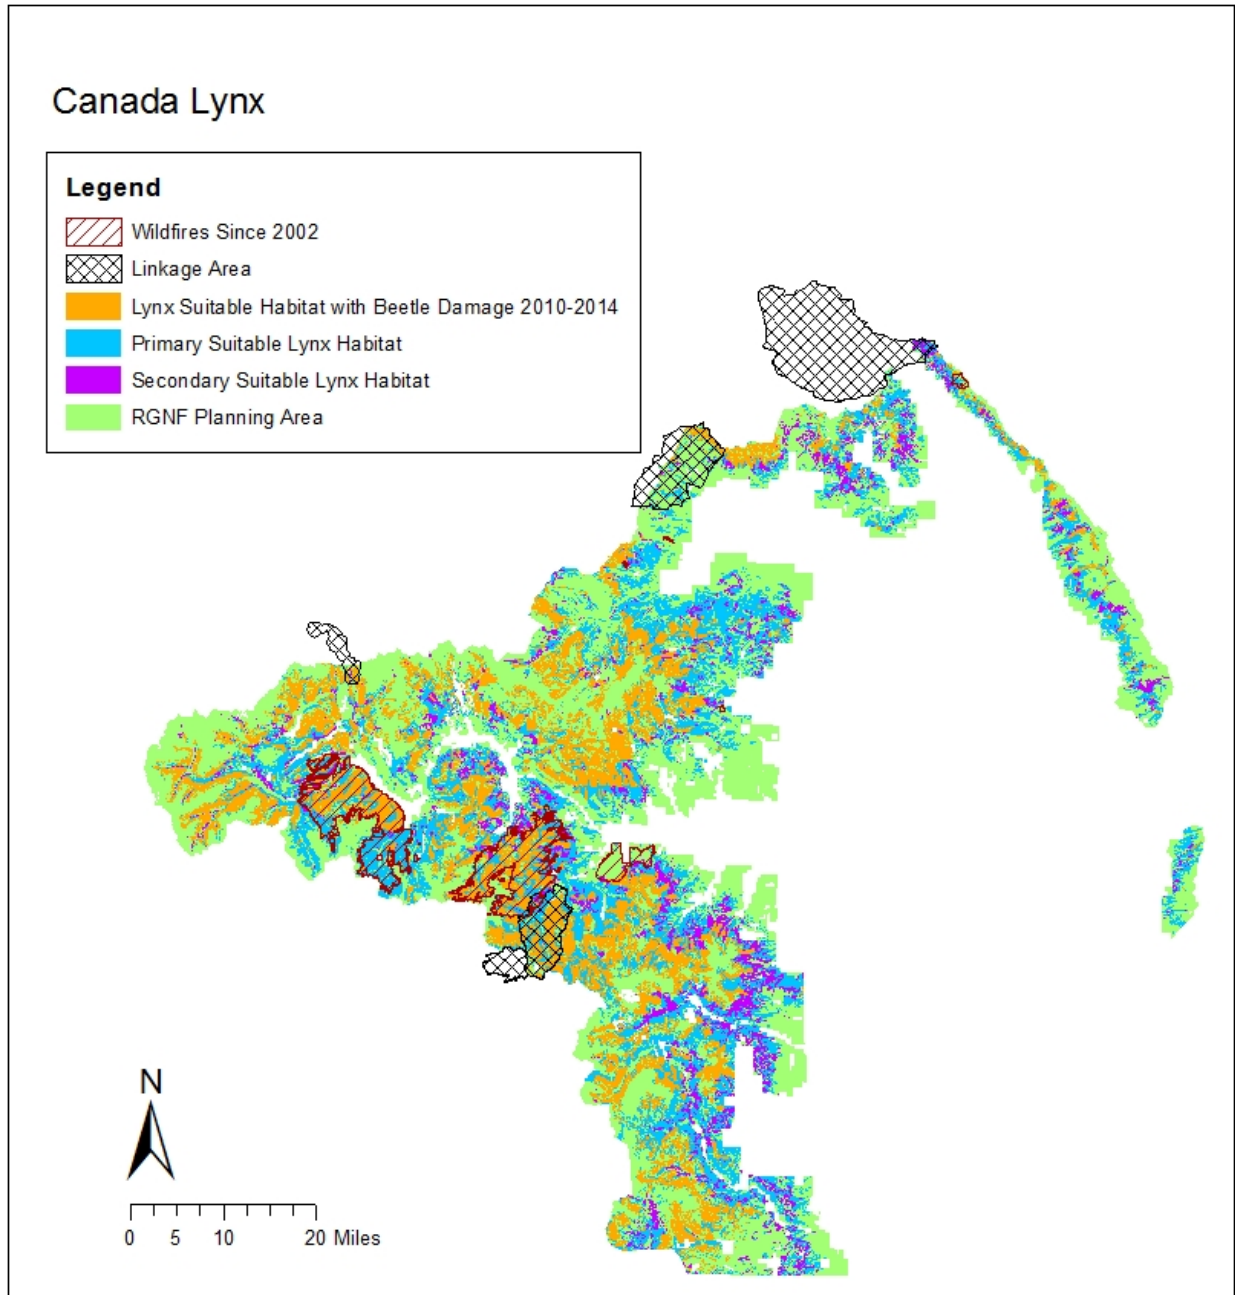 Canada Lynx
Legend
Wildfires Since 2002
Linkage Area
Lynx Suitable Habitat with Beetle Damage 2010-2014
Primary Suitable Lynx Habitat
Secondary Suitable Lynx Habitat
RGNF Planning Area
N
0 5 10 20 Miles